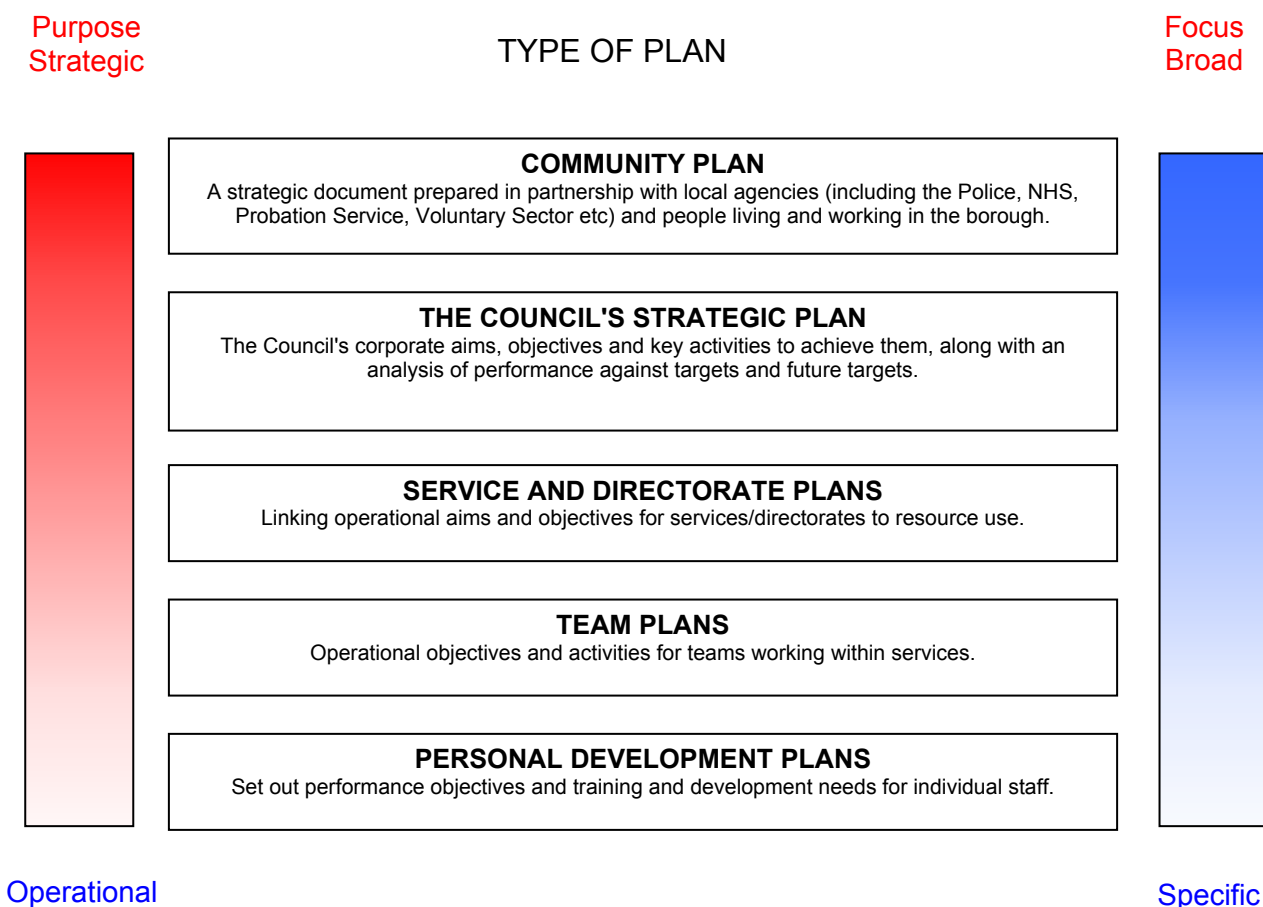 Purpose
Strategic
TYPE OF PLAN
Focus
Broad
COMMUNITY PLAN
A strategic document prepared in partnership with local agencies (including the Police, NHS,
Probation Service, Voluntary Sector etc) and people living and working in the borough.
THE COUNCIL'S STRATEGIC PLAN
The Council's corporate aims, objectives and key activities to achieve them, along with an
analysis of performance against targets and future targets.
SERVICE AND DIRECTORATE PLANS
Linking operational aims and objectives for services/directorates to resource use.
TEAM PLANS
Operational objectives and activities for teams working within services.
PERSONAL DEVELOPMENT PLANS
Set out performance objectives and training and development needs for individual staff.
Operational
Specific